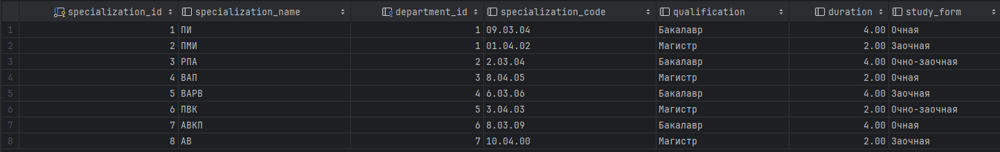 specialization_id specialization_name department_id specialization_code qualification duration study_form
1 1 ПИ 1 09.03.04 Бакалавр 4.00 Очная
2 2 ПМИ 1 01.04.02 Магистр 2.00 Заочная
3 3 РПА 2 2.03.04 Бакалавр 4.00 Очно-заочная
4 4 ВАП 3 8.04.05 Магистр 2.00 Очная
5 5 ВАРВ 4 6.03.06 Бакалавр 4.00 Заочная
6 6 ПВК 5 3.04.03 Магистр 2.00 Очно-заочная
7 7 АВКП 6 8.03.09 Бакалавр 4.00 Очная
8 8 АВ 7 10.04.00 Магистр 2.00 Заочная